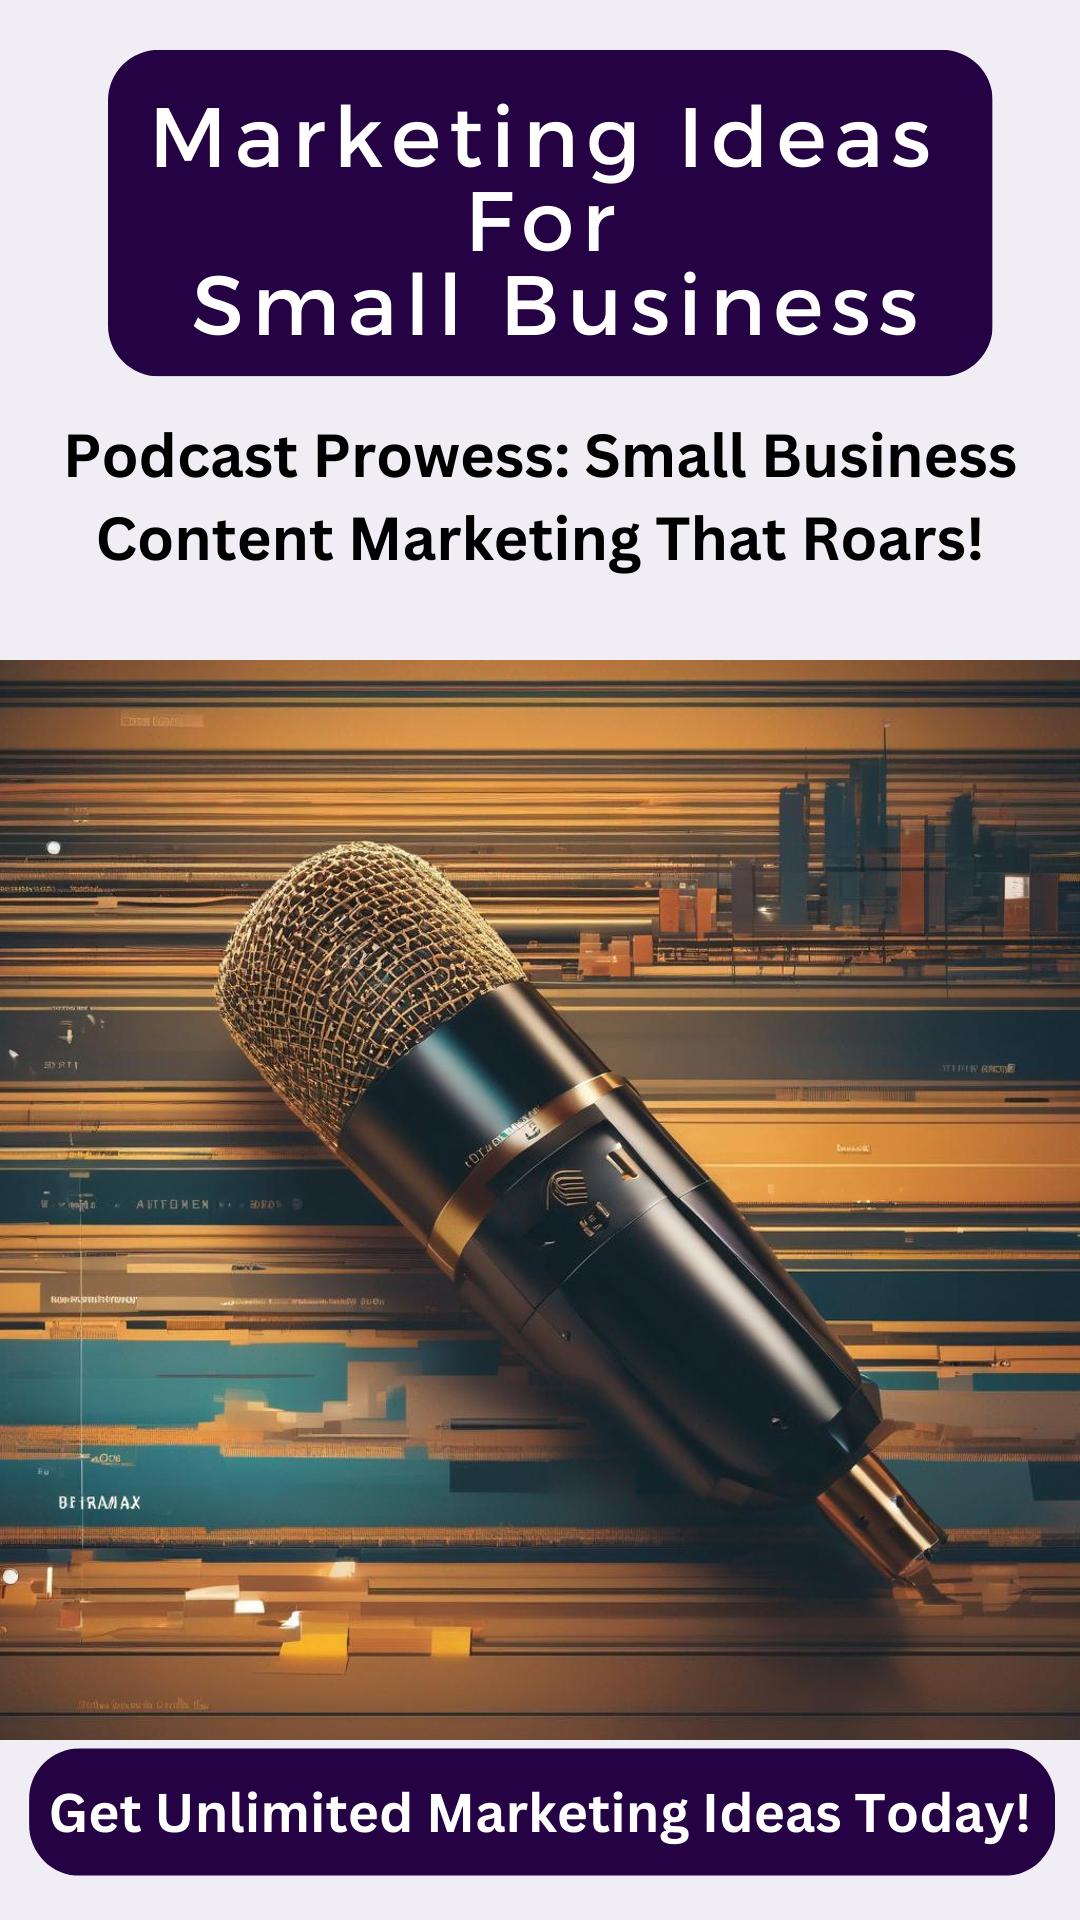 Marketing Ideas
For
Small Business
Podcast Prowess: Small Business
Content Marketing That Roars!
Get Unlimited Marketing Ideas Today!